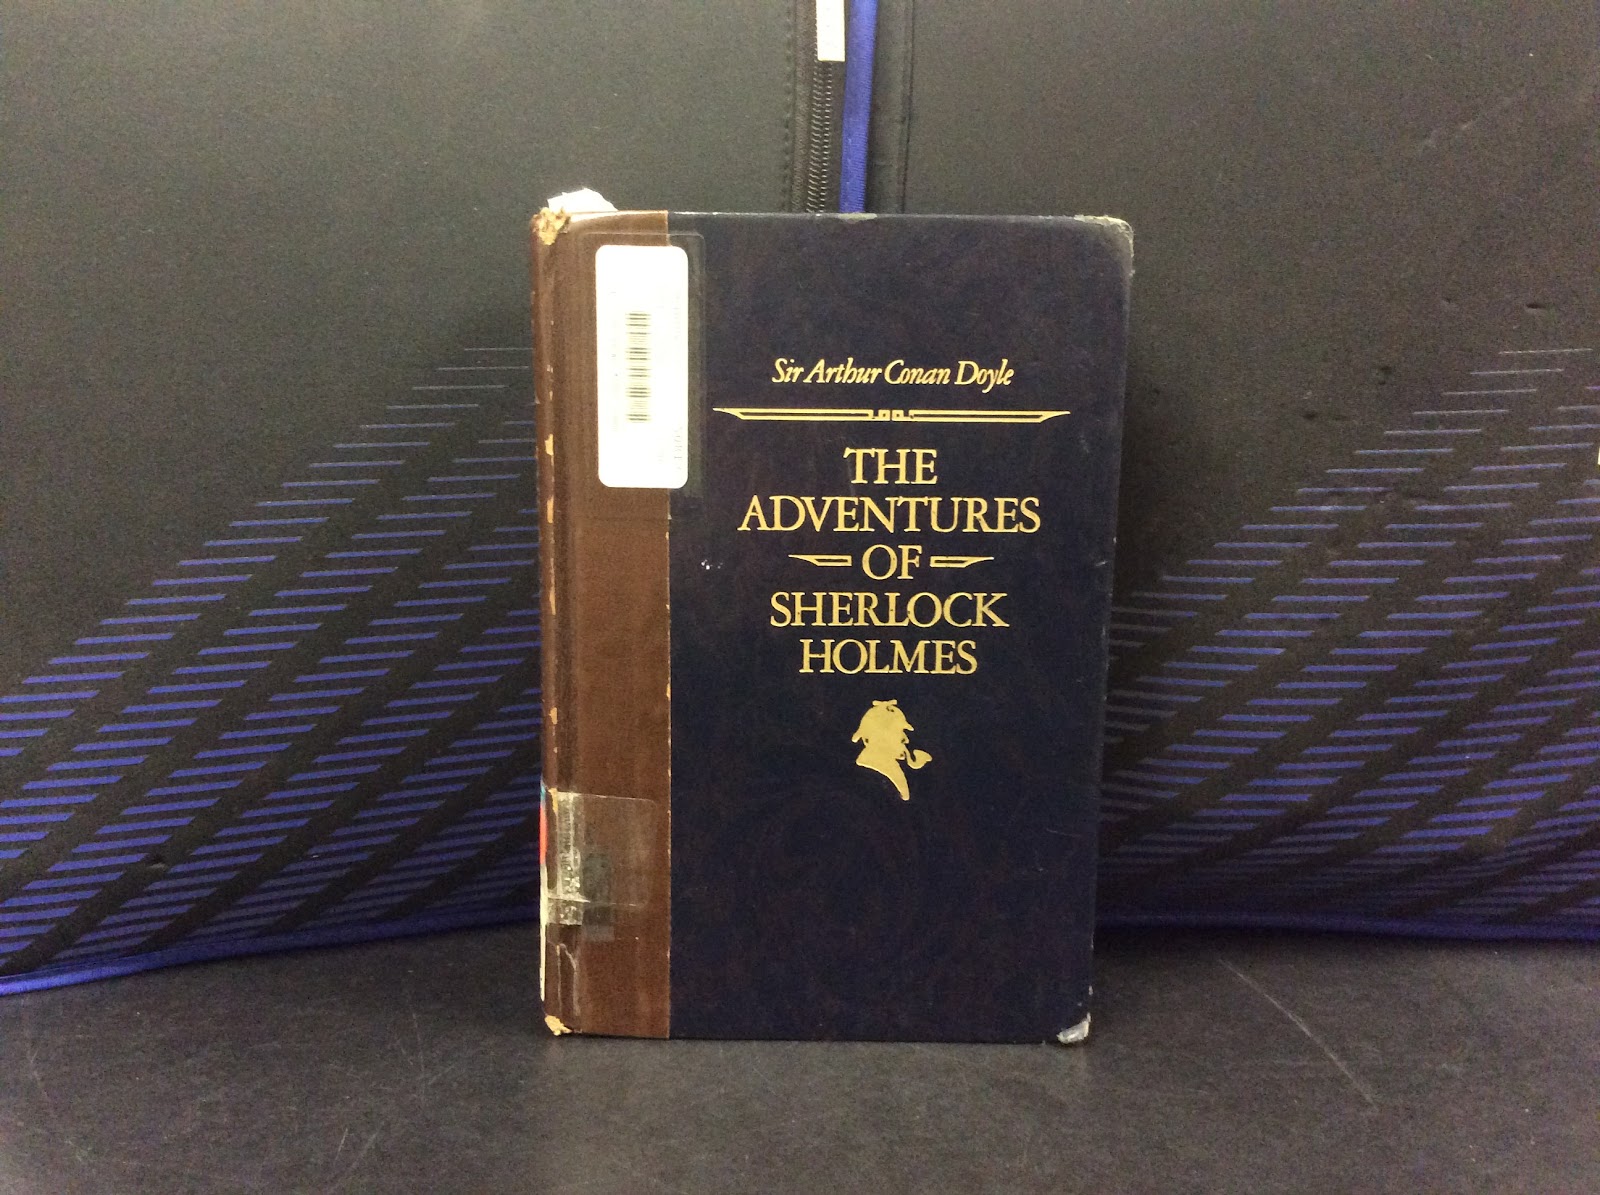 Sir Arthur Conan Doyle
THE
ADVENTURES
OF
SHERLOCK
HOLMES